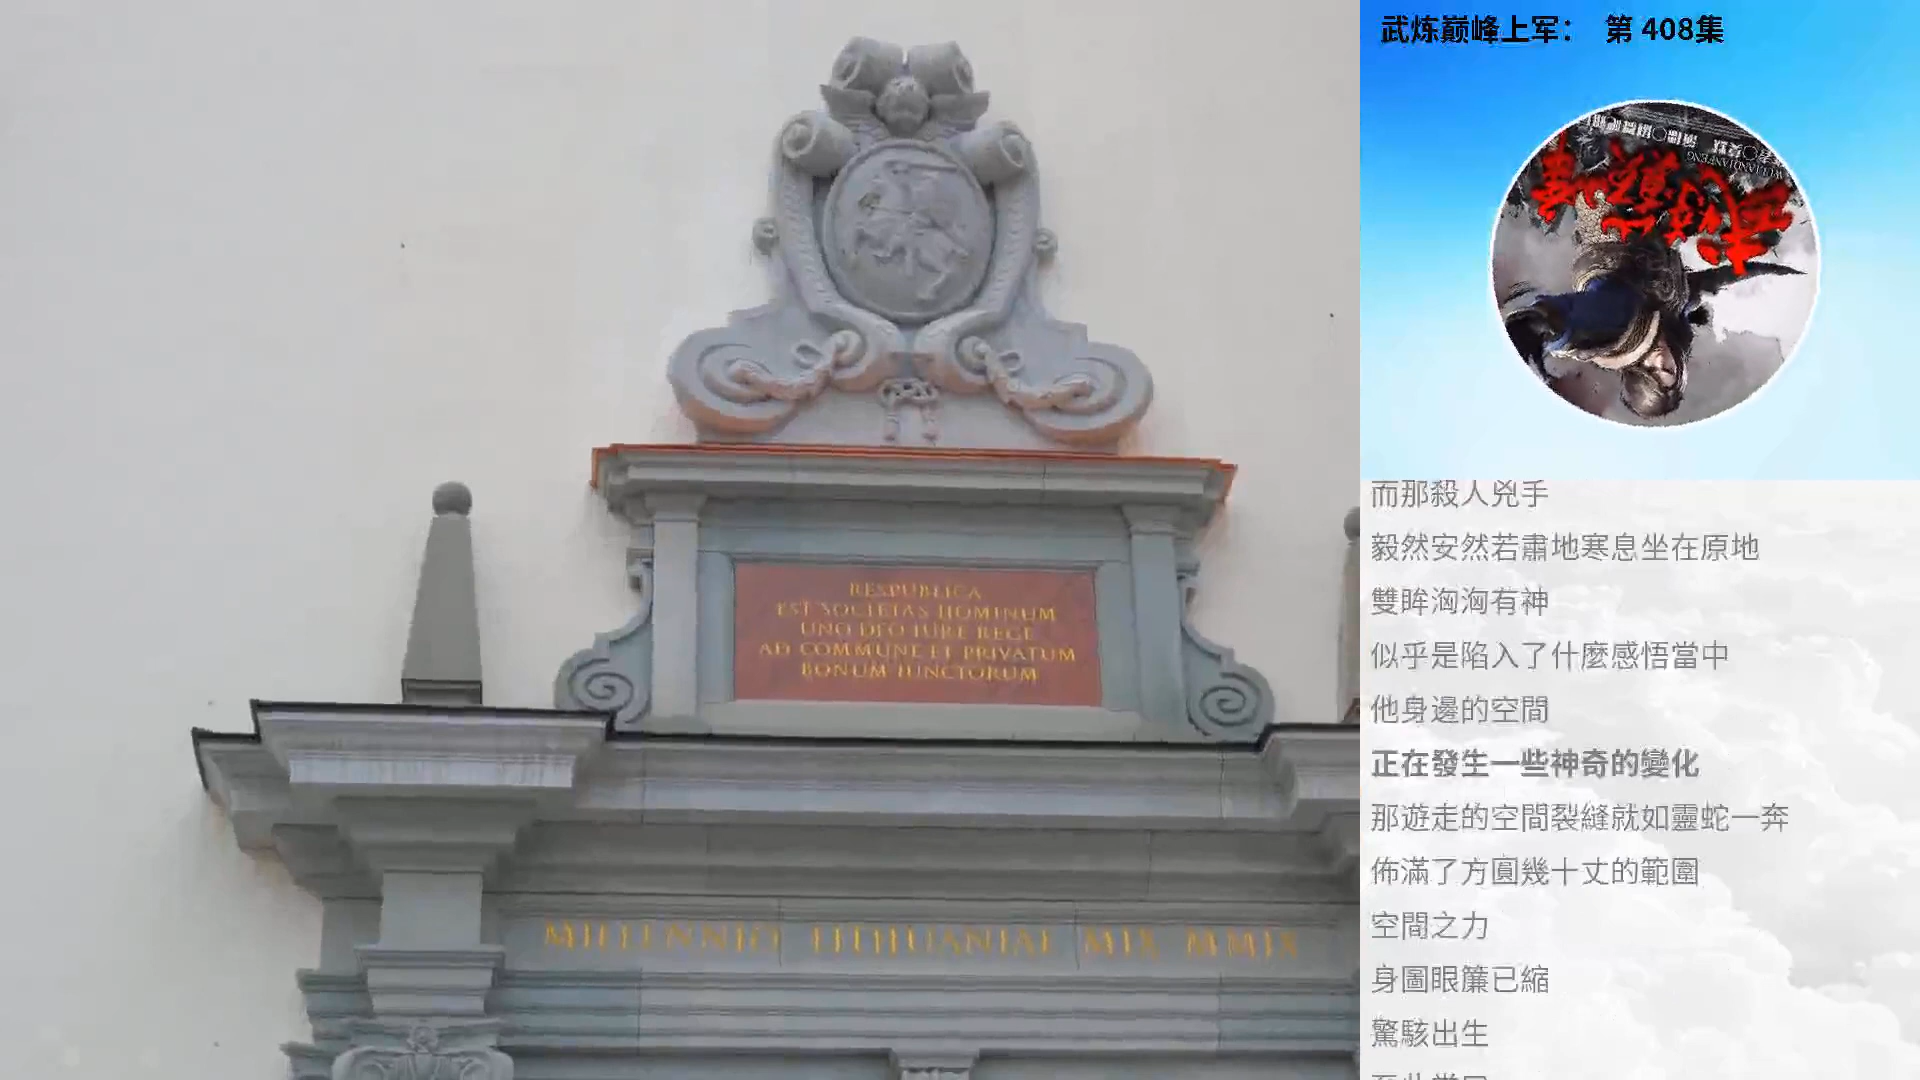 武炼巅峰上军： 第 408集
WULIANDIANFENG
RESPUBLICA
EST SOCIETAS HOMINUM
UNO DEO IURE REGE
AD COMMUNE ET PRIVATUM
BONUM IUNCTORUM
MILLENNIO LITHUANIAE MIX MMIX
而那殺人兇手
毅然安然若肅地寒息坐在原地
雙眸洶洶有神
似乎是陷入了什麼感悟當中
他身邊的空間
正在發生一些神奇的變化
那遊走的空間裂縫就如靈蛇一奔
佈滿了方圓幾十丈的範圍
空間之力
身圖眼簾已縮
驚駭出生